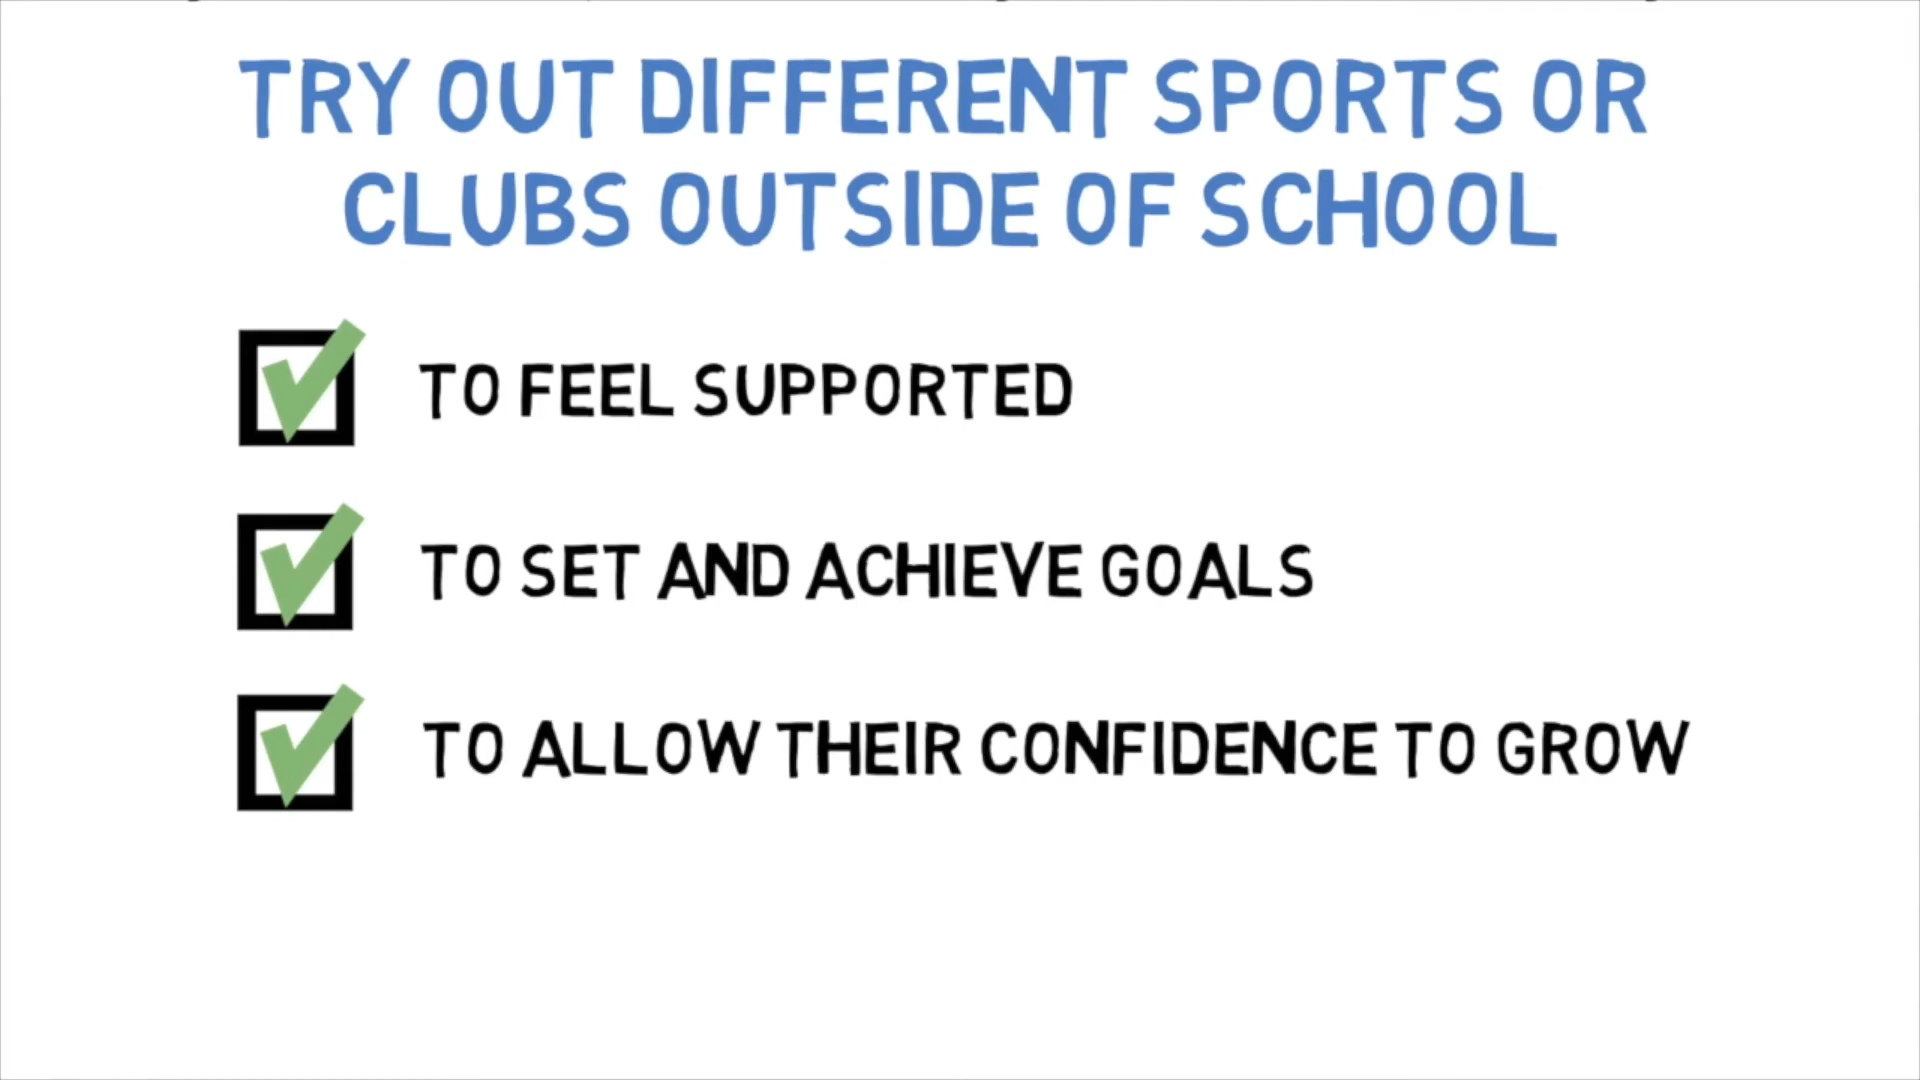 TRY OUT DIFFERENT SPORTS OR
CLUBS OUTSIDE OF SCHOOL
TO FEEL SUPPORTED
TO SET AND ACHIEVE GOALS
TO ALLOW THEIR CONFIDENCE TO GROW